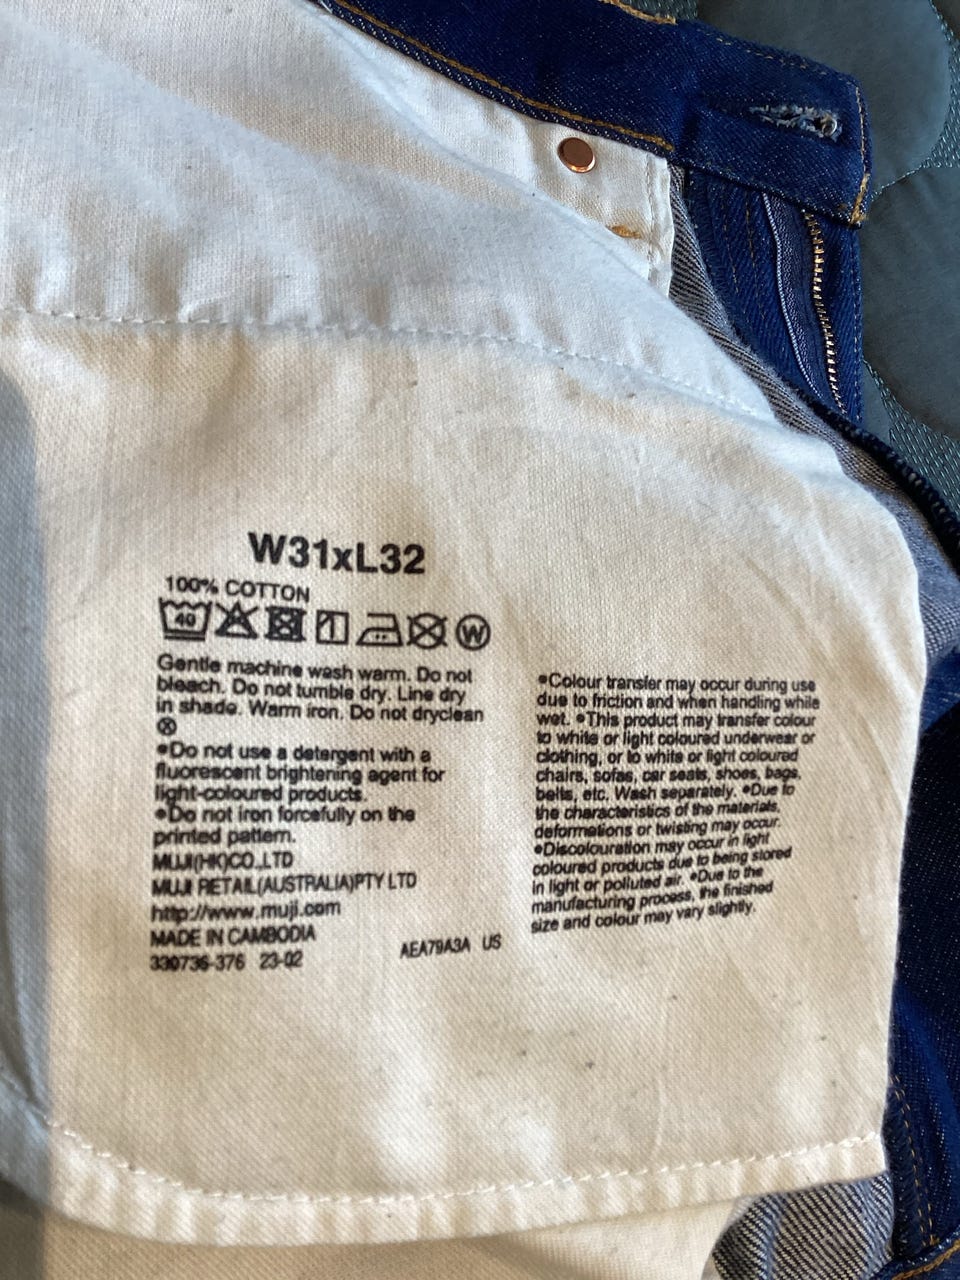 W31xL32
100% COTTON
40
W
Gentle machine wash warm. Do not
bleach. Do not tumble dry. Line dry
in shade. Warm iron. Do not dryclean
•Do not use a detergent with a
fluorescent brightening agent for
light-coloured products.
•Do not iron forcefully on the
printed pattern.
MUJI(HK)CO.,LTD
MUJI RETAIL(AUSTRALIA)PTY LTD
http://www.muji.com
MADE IN CAMBODIA
330736-376 23-02
AEA79A3A US
•Colour transfer may occur during use
due to friction and when handling while
wet. •This product may transfer colour
to white or light coloured underwear or
clothing, or to white or light coloured
chairs, sofas, car seats, shoes, bags,
belts, etc. Wash separately. •Due to
the characteristics of the materials,
deformations or twisting may occur.
•Discolouration may occur in light
coloured products due to being stored
in light or polluted air. •Due to the
manufacturing process, the finished
size and colour may vary slightly.